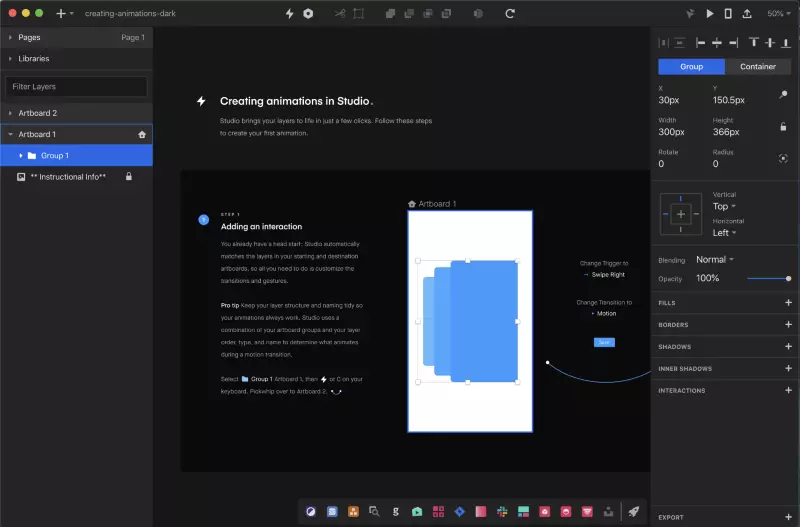 creating-animations-dark
50%
Pages
Page 1
Libraries
Filter Layers
Artboard 2
Artboard 1
Group 1
** Instructional Info**
Creating animations in Studio.
Studio brings your layers to life in just a few clicks. Follow these steps
to create your first animation.
1
STEP 1
Adding an interaction
You already have a head start: Studio automatically
matches the layers in your starting and destination
artboards, so all you need to do is customize the
transitions and gestures.
Pro tip Keep your layer structure and naming tidy so
your animations always work. Studio uses a
combination of your artboard groups and your layer
order, type, and name to determine what animates
during a motion transition.
Select Group 1 Artboard 1, then or C on your
keyboard. Pickwhip over to Artboard 2.
Artboard 1
Change Trigger to
→ Swipe Right
Change Transition to
Motion
Save
Group
Container
X
Y
30px
150.5px
Width
Height
300px
366px
Rotate
Radius
0
0
Vertical
Top
Horizontal
Left
Blending
Normal
Opacity
100%
FILLS
BORDERS
SHADOWS
INNER SHADOWS
INTERACTIONS
EXPORT